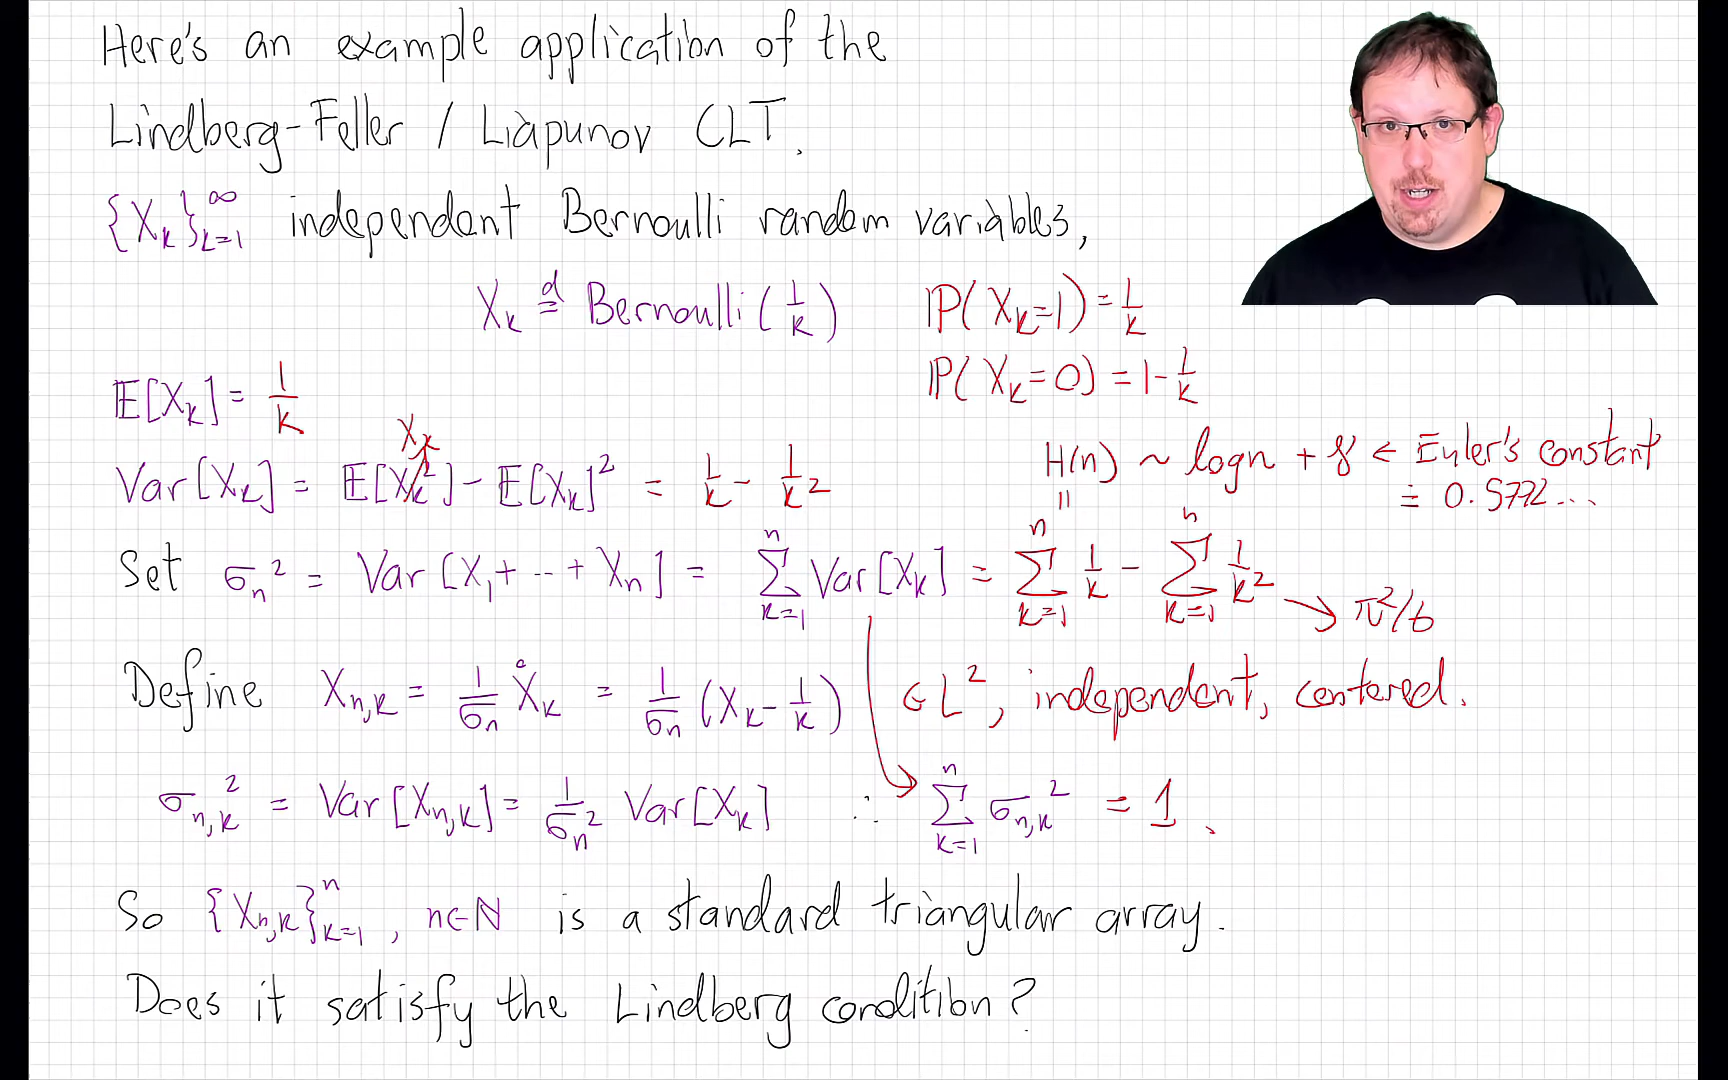 Here's an example application of the
Lindberg-Feller / Liapunov CLT.
{X_k}_{k=1}^∞ independent Bernoulli random variables,
X_k =^d Bernoulli(1/k)   ℙ(X_k=1) = 1/k
ℙ(X_k=0) = 1 - 1/k
𝔼[X_k] = 1/k
X_k
H(n) ~ log n + γ ← Euler's constant
≐ 0.5772...
Var[X_k] = 𝔼[X_k^2] - 𝔼[X_k]^2 = 1/k - 1/k^2
Set σ_n^2 = Var[X_1 + ... + X_n] = ∑_{k=1}^n Var[X_k] = ∑_{k=1}^n 1/k - ∑_{k=1}^n 1/k^2 → π^2/6
Define X_{n,k} = 1/σ_n X̊_k = 1/σ_n (X_k - 1/k) ∈ L^2, independent, centered.
σ_{n,k}^2 = Var[X_{n,k}] = 1/σ_n^2 Var[X_k] ∴ ∑_{k=1}^n σ_{n,k}^2 = 1.
So {X_{n,k}}_{k=1}^n, n∈ℕ is a standard triangular array.
Does it satisfy the Lindberg condition?